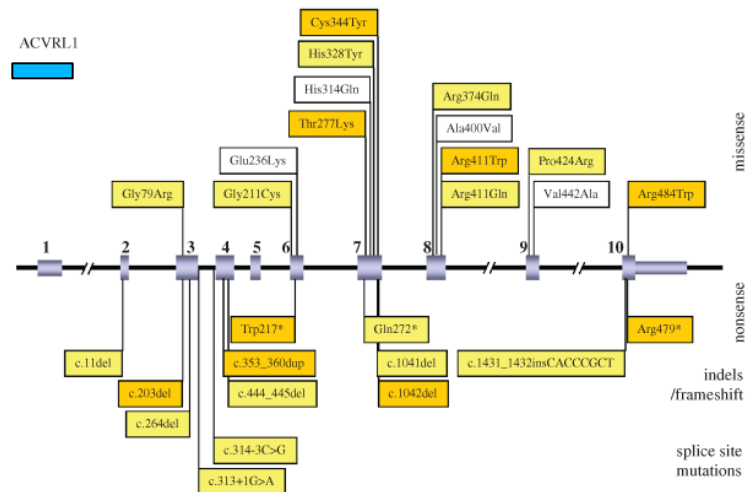 Cys344Tyr
ACVRL1
His328Tyr
His314Gln
Arg374Gln
Thr277Lys
Ala400Val
missense
Glu236Lys
Arg411Trp
Pro424Arg
Gly79Arg
Gly211Cys
Arg411Gln
Val442Ala
Arg484Trp
1 2 3 4 5 6 7 8 9 10
Trp217*
Gln272*
Arg479*
nonsense
c.11del
c.353_360dup
c.1041del
c.1431_1432insCACCCGCT
indels
/frameshift
c.203del
c.444_445del
c.1042del
c.264del
c.314-3C>G
splice site
mutations
c.313+1G>A